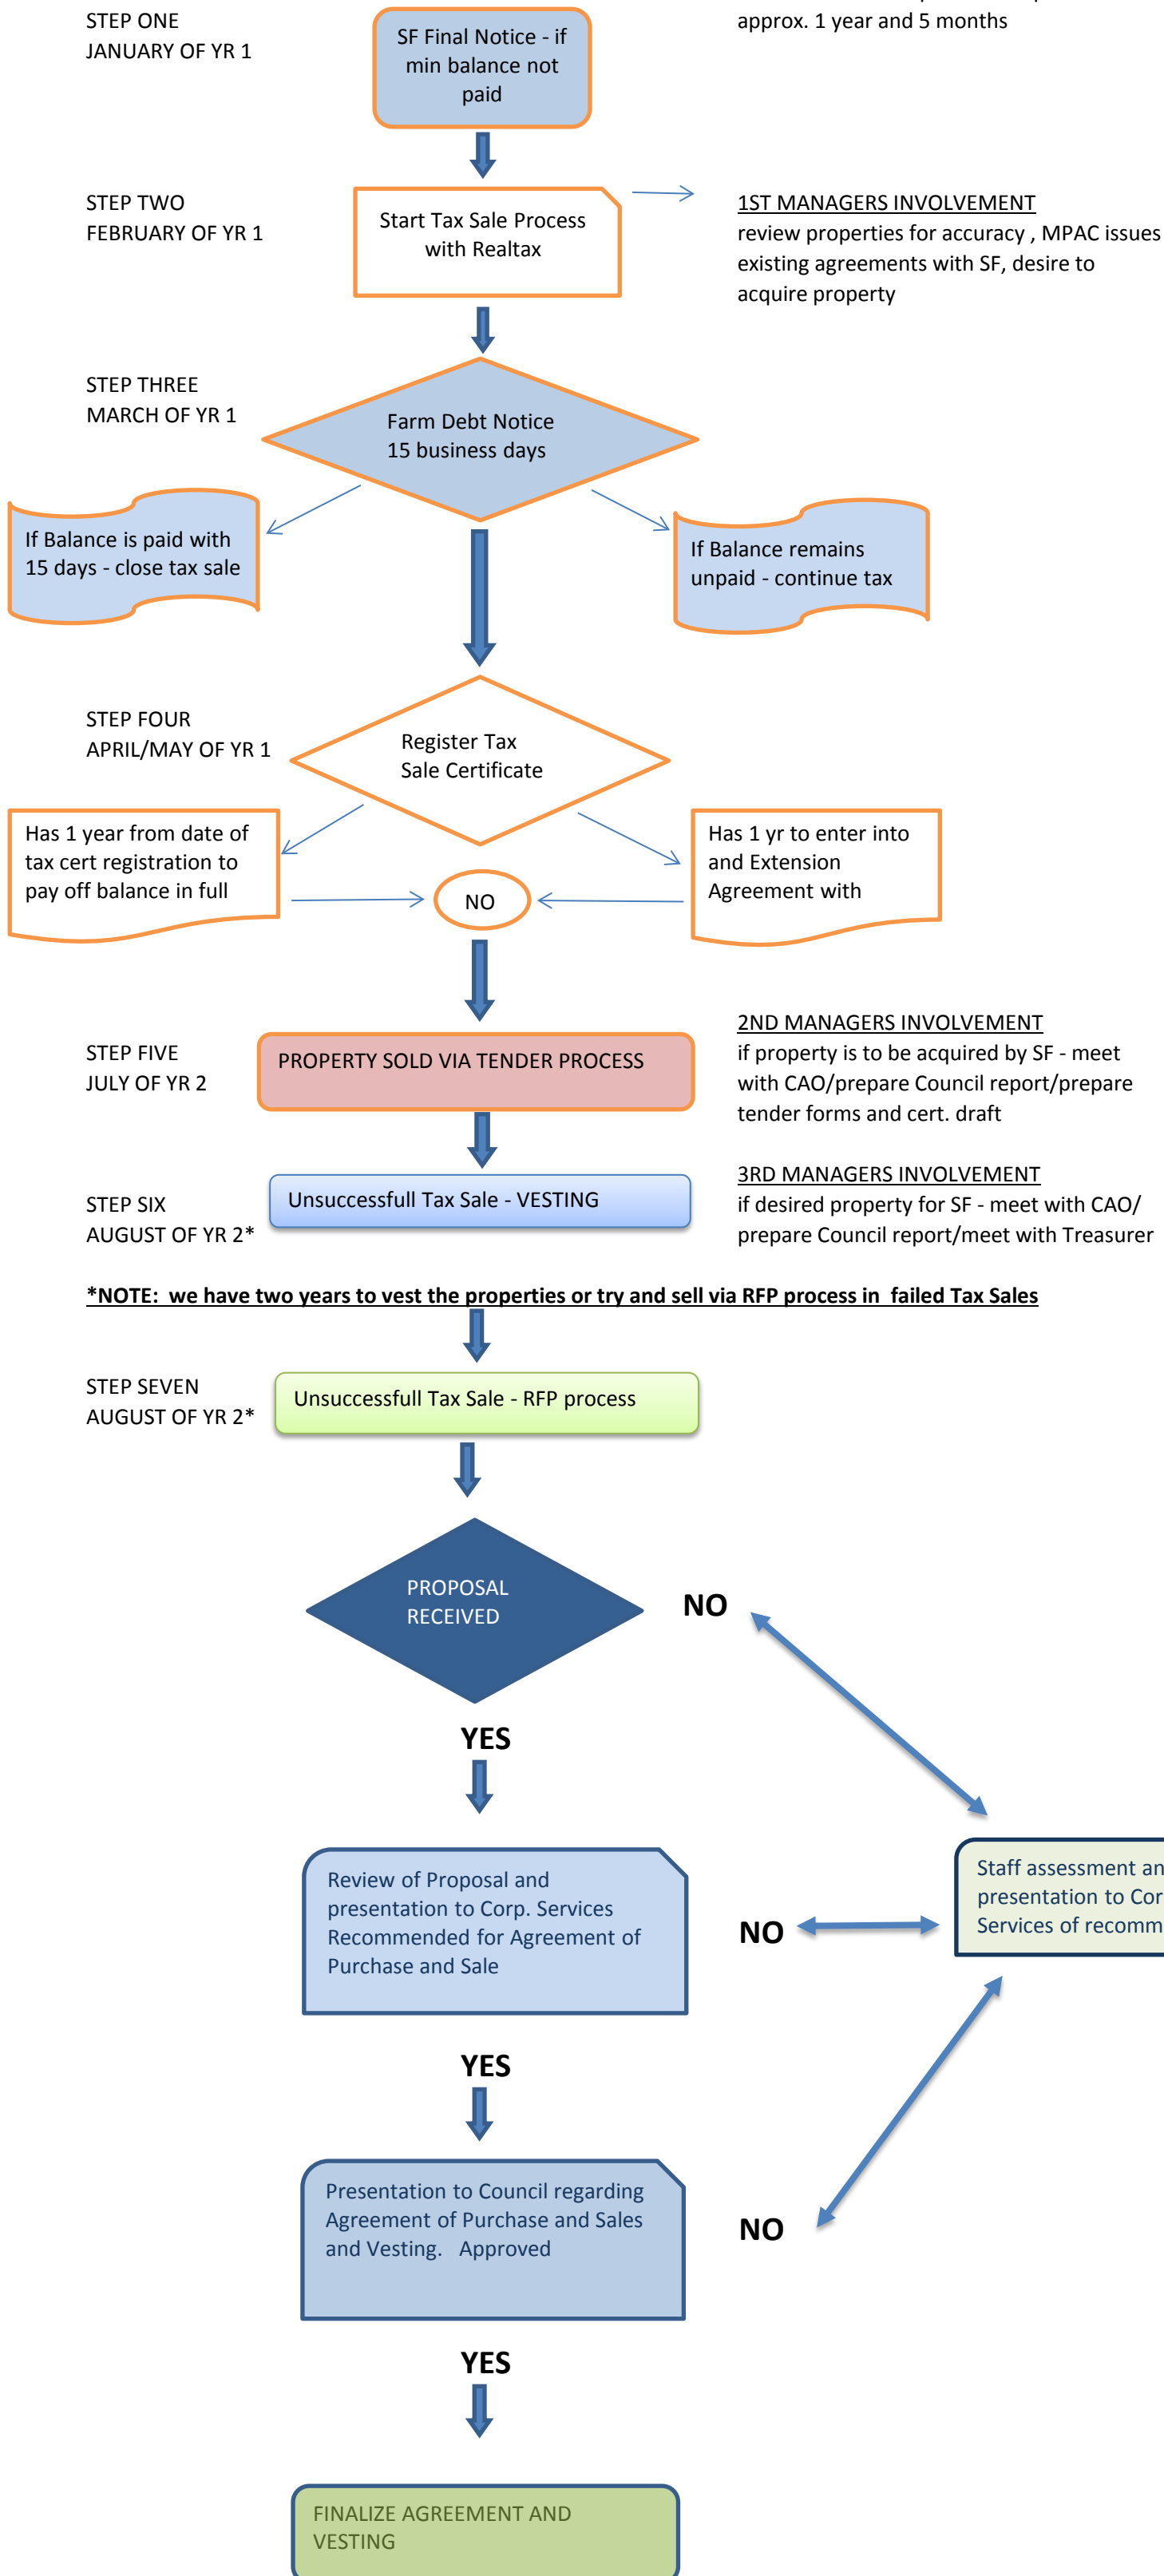 approx. 1 year and 5 months
STEP ONE
JANUARY OF YR 1
SF Final Notice - if
min balance not
paid
STEP TWO
FEBRUARY OF YR 1
Start Tax Sale Process
with Realtax
1ST MANAGERS INVOLVEMENT
review properties for accuracy , MPAC issues
existing agreements with SF, desire to
acquire property
STEP THREE
MARCH OF YR 1
Farm Debt Notice
15 business days
If Balance is paid with
15 days - close tax sale
If Balance remains
unpaid - continue tax
STEP FOUR
APRIL/MAY OF YR 1
Register Tax
Sale Certificate
Has 1 year from date of
tax cert registration to
pay off balance in full
NO
Has 1 yr to enter into
and Extension
Agreement with
STEP FIVE
JULY OF YR 2
PROPERTY SOLD VIA TENDER PROCESS
2ND MANAGERS INVOLVEMENT
if property is to be acquired by SF - meet
with CAO/prepare Council report/prepare
tender forms and cert. draft
STEP SIX
AUGUST OF YR 2*
Unsuccessfull Tax Sale - VESTING
3RD MANAGERS INVOLVEMENT
if desired property for SF - meet with CAO/
prepare Council report/meet with Treasurer
*NOTE: we have two years to vest the properties or try and sell via RFP process in failed Tax Sales
STEP SEVEN
AUGUST OF YR 2*
Unsuccessfull Tax Sale - RFP process
PROPOSAL
RECEIVED
NO
YES
Review of Proposal and
presentation to Corp. Services
Recommended for Agreement of
Purchase and Sale
NO
Staff assessment
presentation to
Services of
YES
Presentation to Council regarding
Agreement of Purchase and Sales
and Vesting. Approved
NO
YES
FINALIZE AGREEMENT AND
VESTING